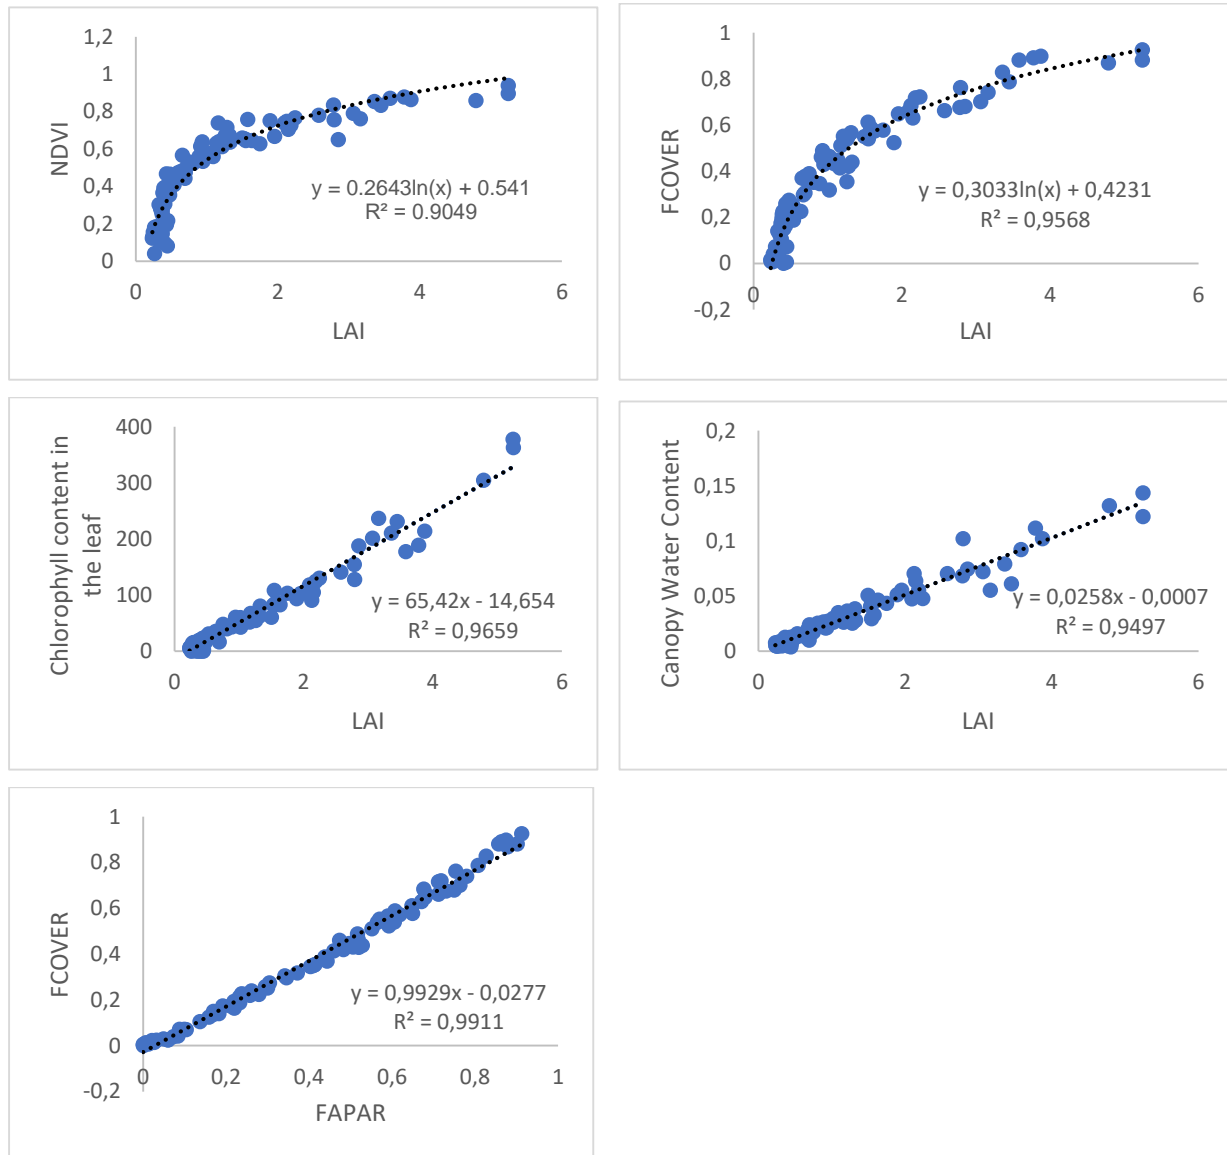 1,2
1
0,8
0,6
0,4
0,2
0
NDVI
y = 0.2643ln(x) + 0.541
R² = 0.9049
0 2 4 6
LAI
1
0,8
0,6
0,4
0,2
0
-0,2
FCOVER
y = 0,3033ln(x) + 0,4231
R² = 0,9568
0 2 4 6
LAI
400
300
200
100
0
Chlorophyll content in
the leaf
y = 65,42x - 14,654
R² = 0,9659
0 2 4 6
LAI
0,2
0,15
0,1
0,05
0
Canopy Water Content
y = 0,0258x - 0,0007
R² = 0,9497
0 2 4 6
LAI
1
0,8
0,6
0,4
0,2
0
-0,2
FCOVER
y = 0,9929x - 0,0277
R² = 0,9911
0 0,2 0,4 0,6 0,8 1
FAPAR